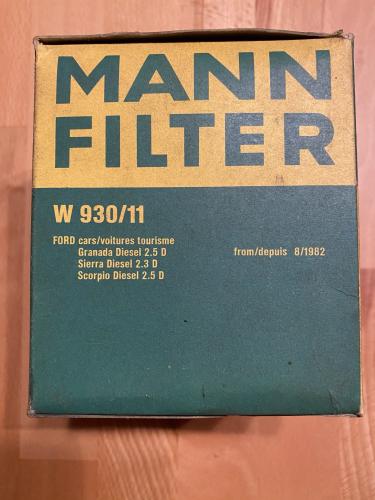 MANN
FILTER
W 930/11
FORD cars/voitures tourisme
Granada Diesel 2.5 D from/depuis 8/1982
Sierra Diesel 2.3 D
Scorpio Diesel 2.5 D